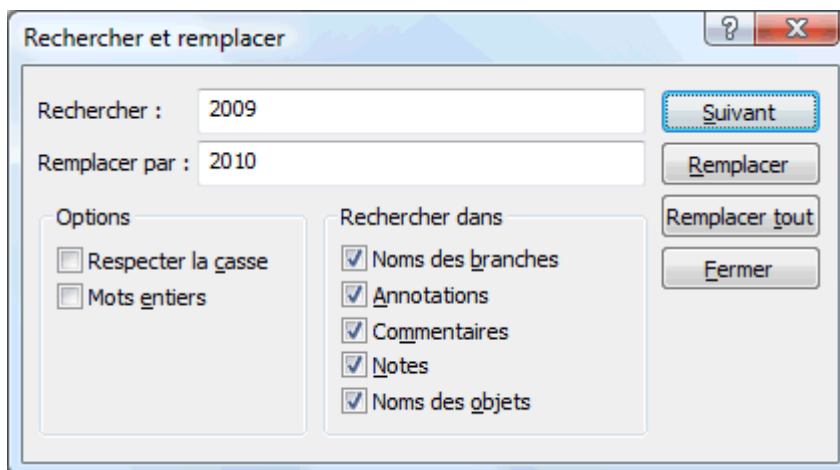 Rechercher et remplacer
Rechercher : 2009
Suivant
Remplacer par : 2010
Remplacer
Remplacer tout
Fermer
Options
Respecter la casse
Mots entiers
Rechercher dans
Noms des branches
Annotations
Commentaires
Notes
Noms des objets